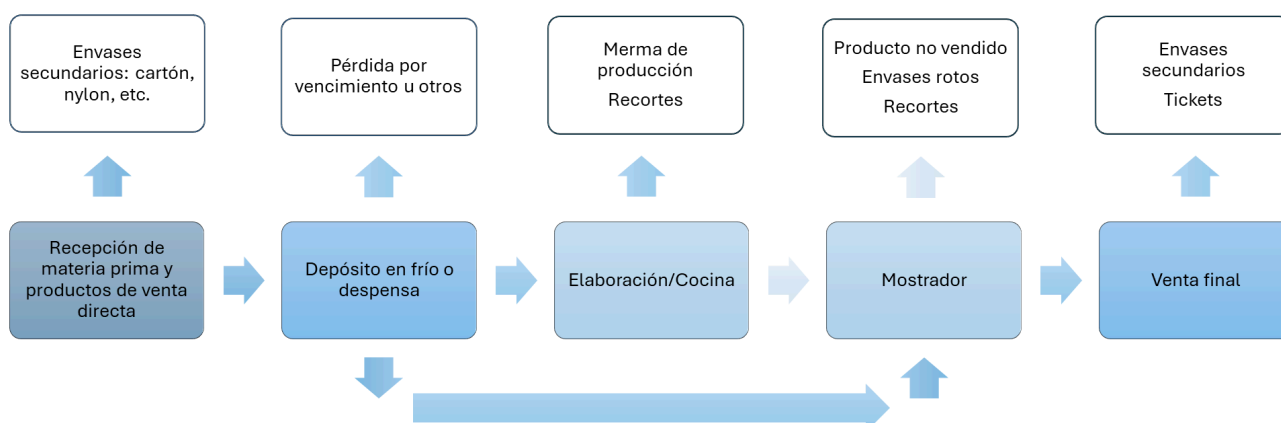 Envases
secundarios: cartón,
nylon, etc.
Pérdida por
vencimiento u otros
Merma de
producción
Recortes
Producto no vendido
Envases rotos
Recortes
Envases
secundarios
Tickets
Recepción de
materia prima y
productos de venta
directa
Depósito en frío o
despensa
Elaboración/Cocina
Mostrador
Venta final